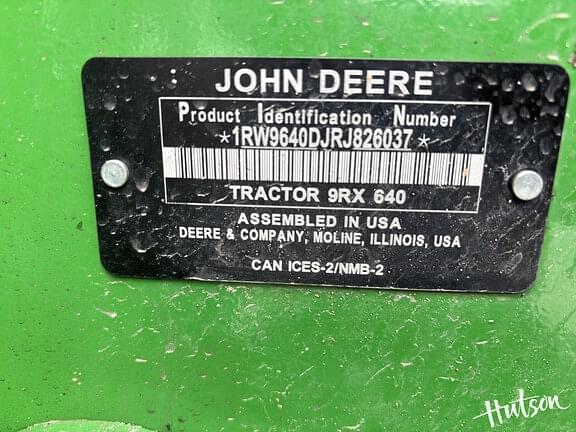 JOHN DEERE
Product Identification Number
*1RW9640DJRJ826037*
TRACTOR 9RX 640
ASSEMBLED IN USA
DEERE & COMPANY, MOLINE, ILLINOIS, USA
CAN ICES-2/NMB-2
Hutson